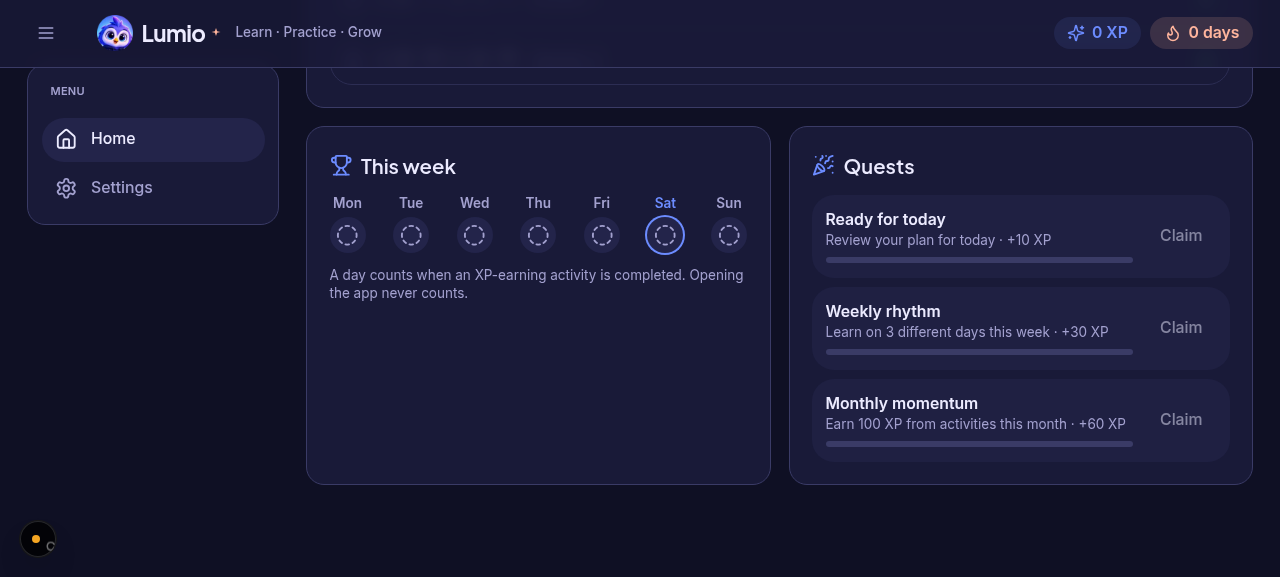 Lumio
Learn · Practice · Grow
0 XP
0 days
MENU
Home
Settings
This week
Mon Tue Wed Thu Fri Sat Sun
A day counts when an XP-earning activity is completed. Opening
the app never counts.
Quests
Ready for today
Review your plan for today · +10 XP
Claim
Weekly rhythm
Learn on 3 different days this week · +30 XP
Claim
Monthly momentum
Earn 100 XP from activities this month · +60 XP
Claim